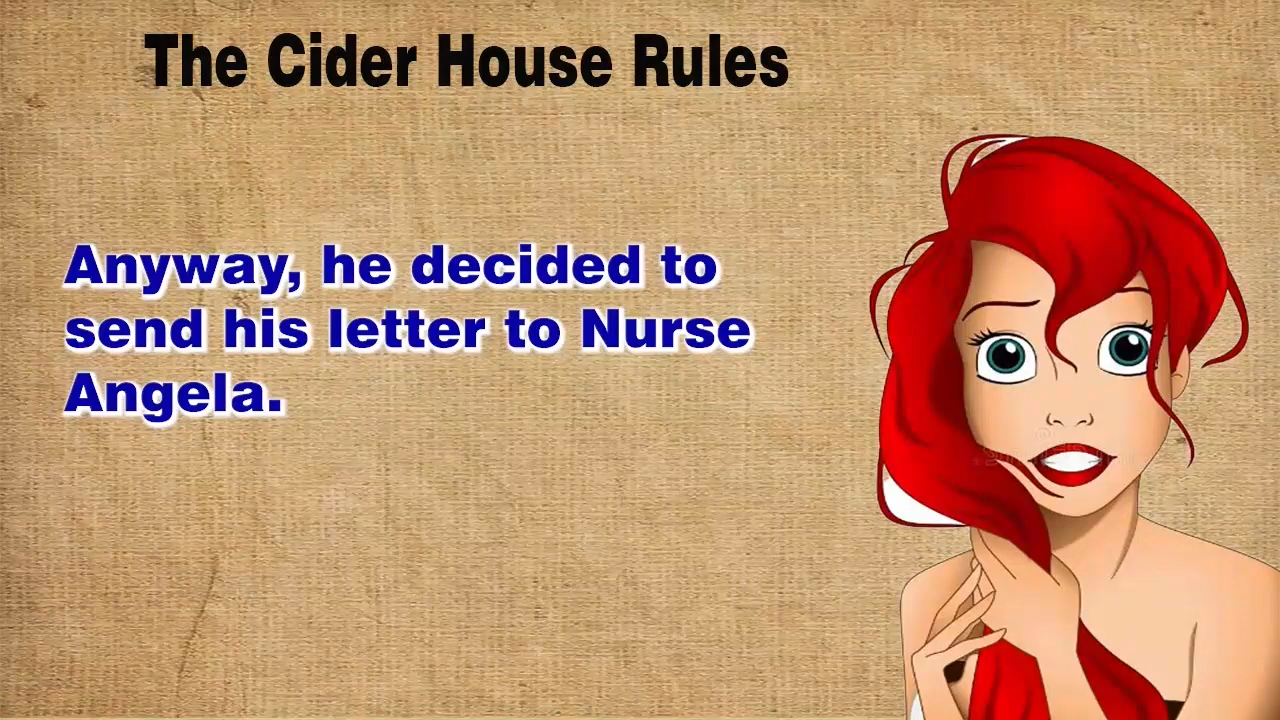 The Cider House Rules
Anyway, he decided to
send his letter to Nurse
Angela.